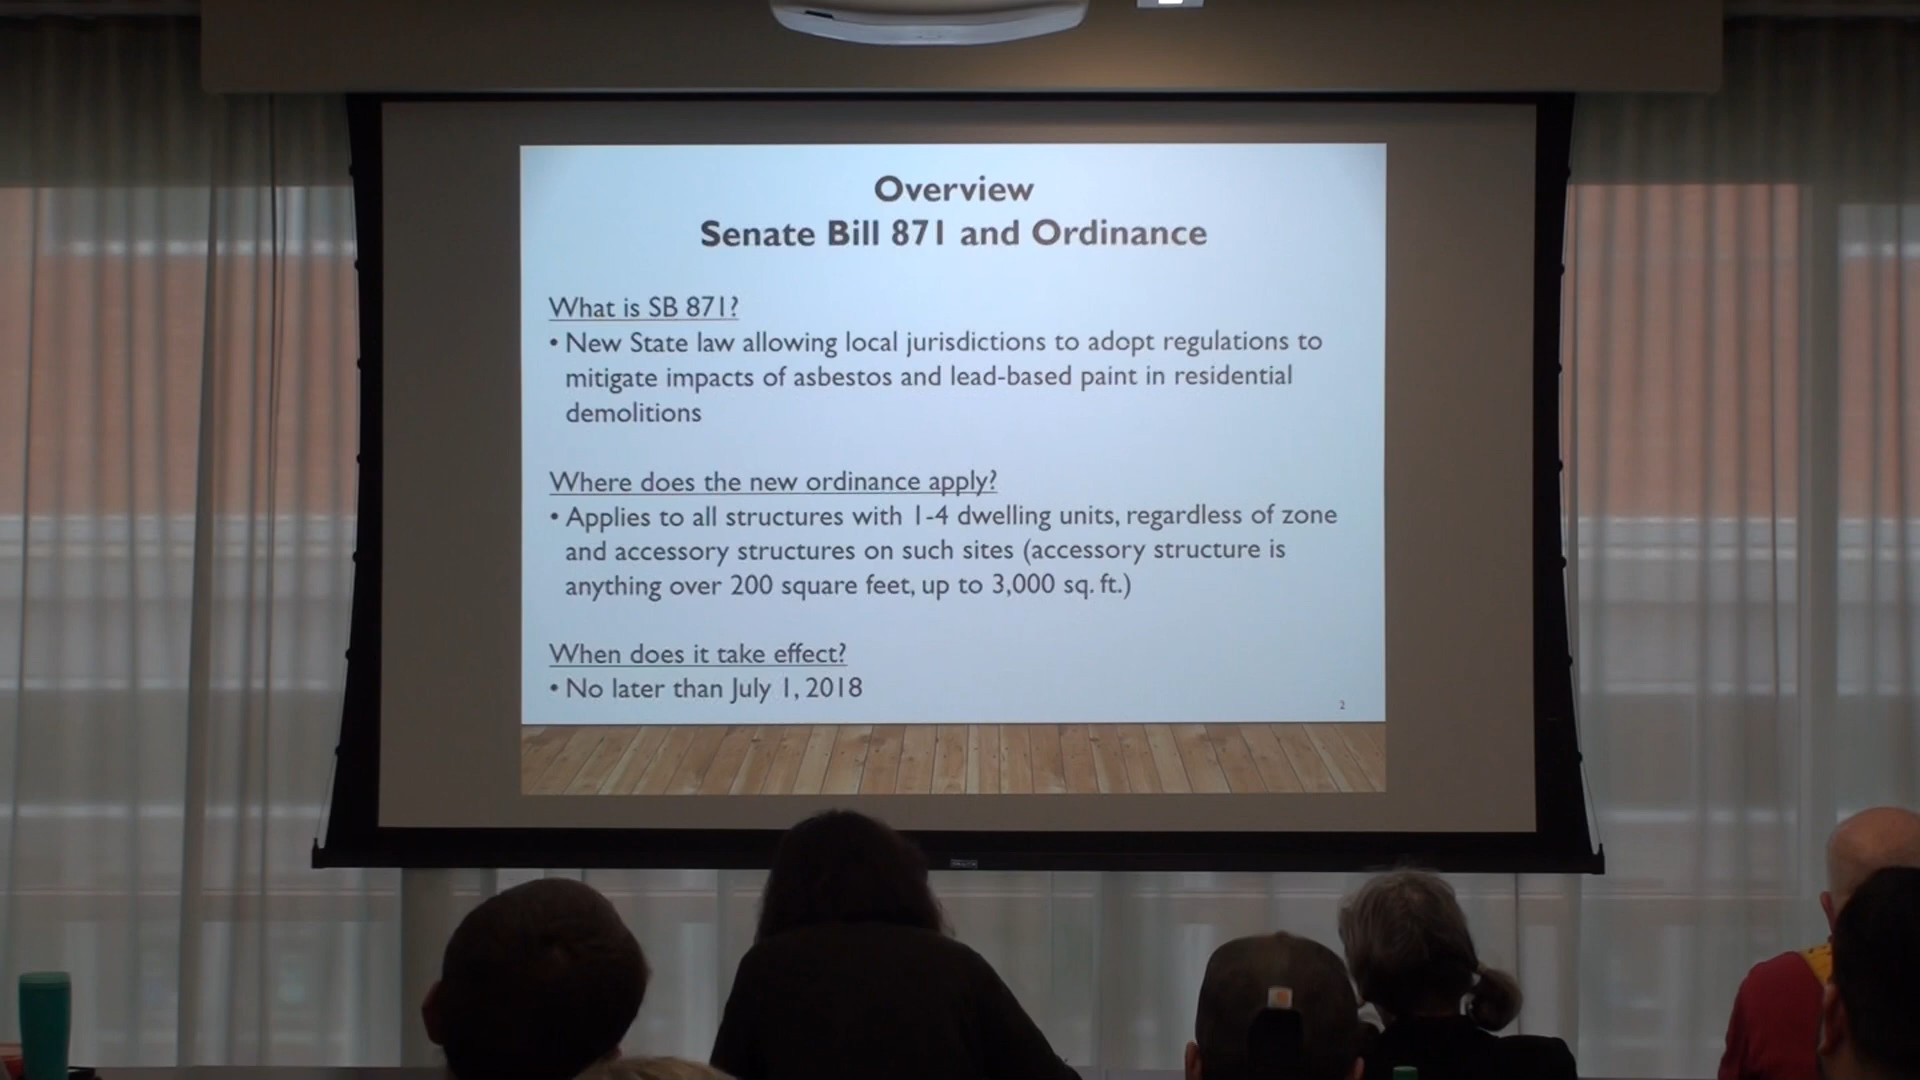 Overview
Senate Bill 871 and Ordinance
What is SB 871?
• New State law allowing local jurisdictions to adopt regulations to
mitigate impacts of asbestos and lead-based paint in residential
demolitions
Where does the new ordinance apply?
• Applies to all structures with 1-4 dwelling units, regardless of zone
and accessory structures on such sites (accessory structure is
anything over 200 square feet, up to 3,000 sq. ft.)
When does it take effect?
• No later than July 1, 2018
2